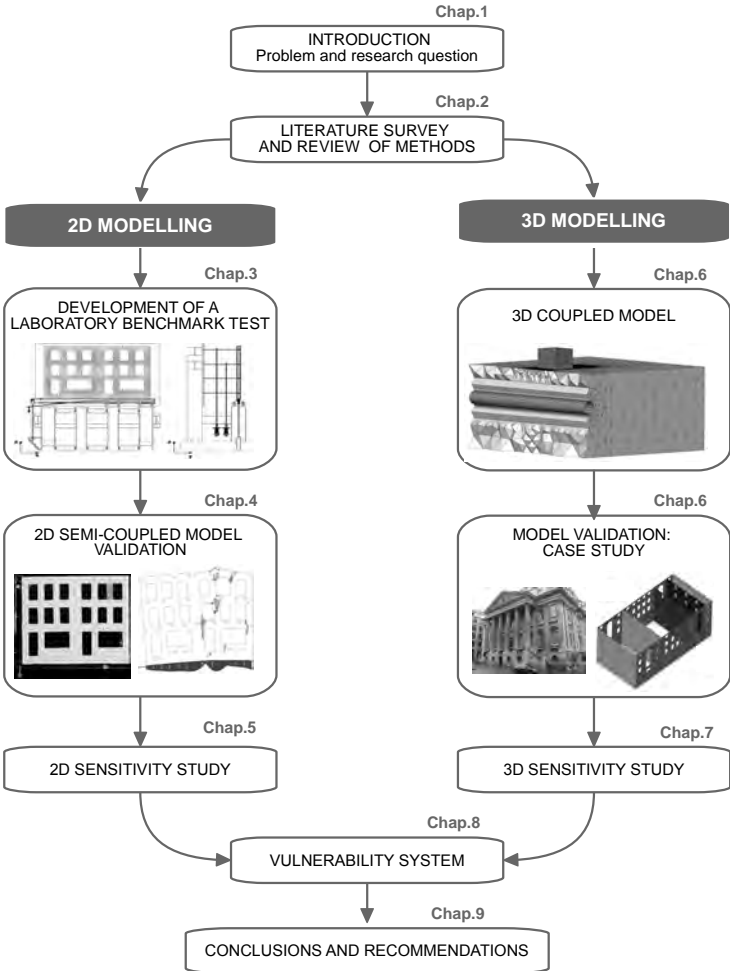 Chap.1
INTRODUCTION
Problem and research question
Chap.2
LITERATURE SURVEY
AND REVIEW OF METHODS
2D MODELLING
Chap.3
DEVELOPMENT OF A
LABORATORY BENCHMARK TEST
Chap.4
2D SEMI-COUPLED MODEL
VALIDATION
Chap.5
2D SENSITIVITY STUDY
3D MODELLING
Chap.6
3D COUPLED MODEL
Chap.6
MODEL VALIDATION:
CASE STUDY
Chap.7
3D SENSITIVITY STUDY
Chap.8
VULNERABILITY SYSTEM
Chap.9
CONCLUSIONS AND RECOMMENDATIONS